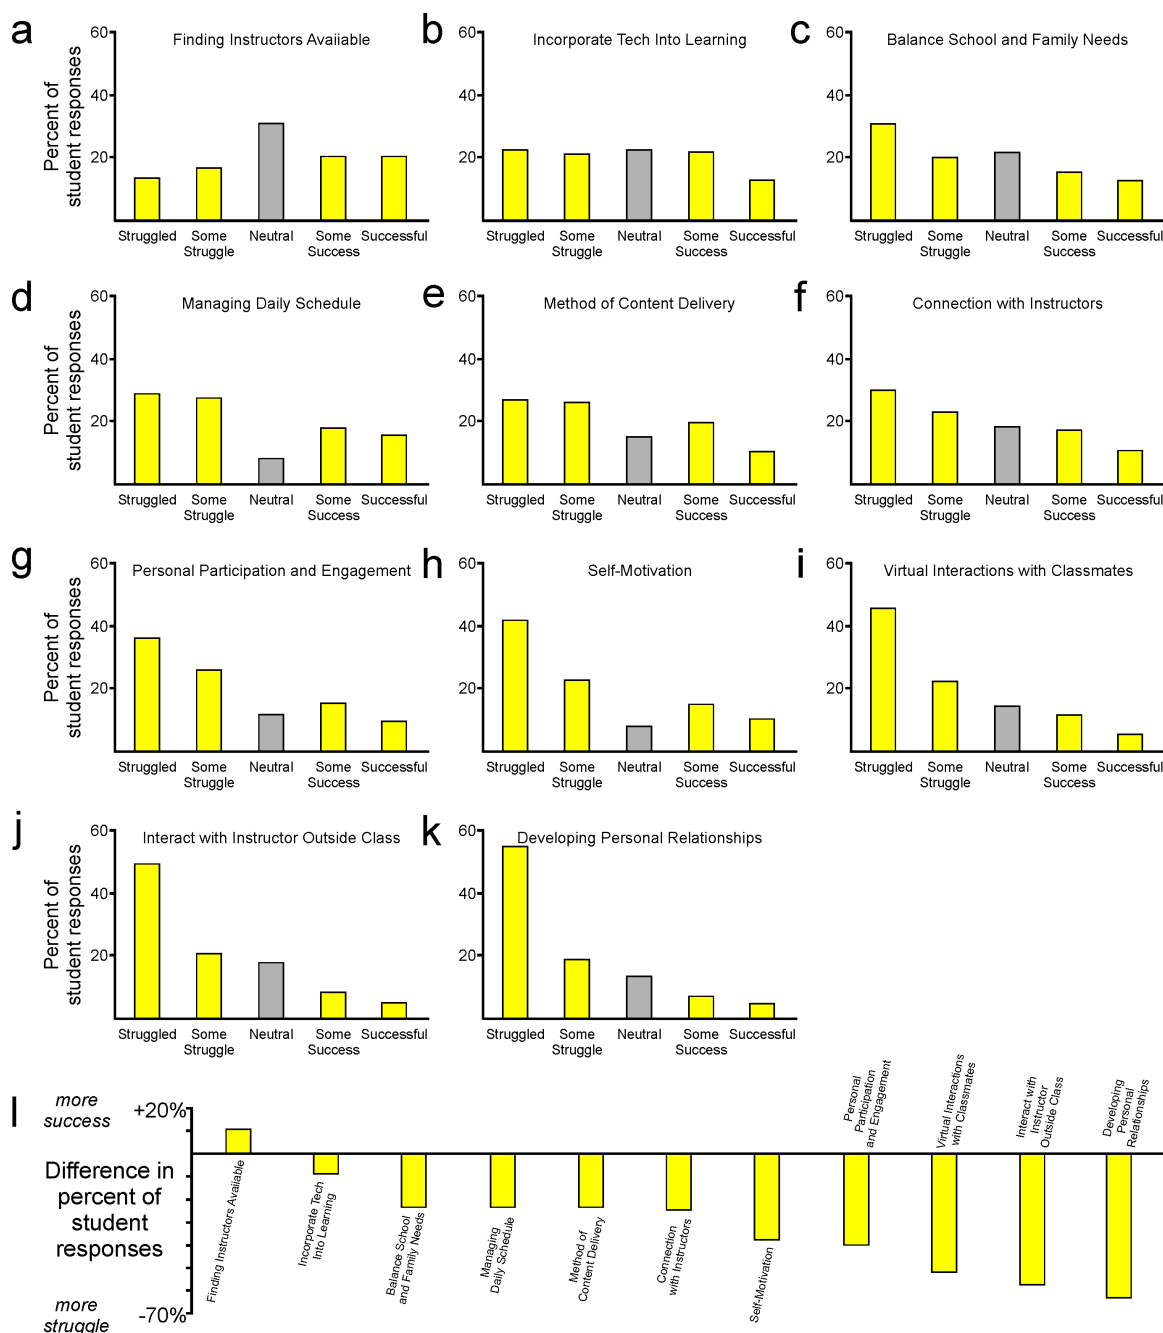 a
Finding Instructors Avaiiable
Percent of
student responses
60
40
20
Struggled
Some
Struggle
Neutral
Some
Success
Successful
b
Incorporate Tech Into Learning
60
40
20
Struggled
Some
Struggle
Neutral
Some
Success
Successful
c
Balance School and Family Needs
60
40
20
Struggled
Some
Struggle
Neutral
Some
Success
Successful
d
Managing Daily Schedule
Percent of
student responses
60
40
20
Struggled
Some
Struggle
Neutral
Some
Success
Successful
e
Method of Content Delivery
60
40
20
Struggled
Some
Struggle
Neutral
Some
Success
Successful
f
Connection with Instructors
60
40
20
Struggled
Some
Struggle
Neutral
Some
Success
Successful
g
Personal Participation and Engagement
Percent of
student responses
60
40
20
Struggled
Some
Struggle
Neutral
Some
Success
Successful
h
Self-Motivation
60
40
20
Struggled
Some
Struggle
Neutral
Some
Success
Successful
i
Virtual Interactions with Classmates
60
40
20
Struggled
Some
Struggle
Neutral
Some
Success
Successful
j
Interact with Instructor Outside Class
Percent of
student responses
60
40
20
Struggled
Some
Struggle
Neutral
Some
Success
Successful
k
Developing Personal Relationships
60
40
20
Struggled
Some
Struggle
Neutral
Some
Success
Successful
l
more
success
+20%
Difference in
percent of
student
responses
more
struggle
-70%
Finding Instructors Avaiiable
Incorporate Tech
Into Learning
Balance School
and Family Needs
Managing
Daily Schedule
Method of
Content Delivery
Connection
with Instructors
Self-Motivation
Personal
Participation
and Engagement
Virtual Interactions
with Classmates
Interact with
Instructor
Outside Class
Developing
Personal
Relationships